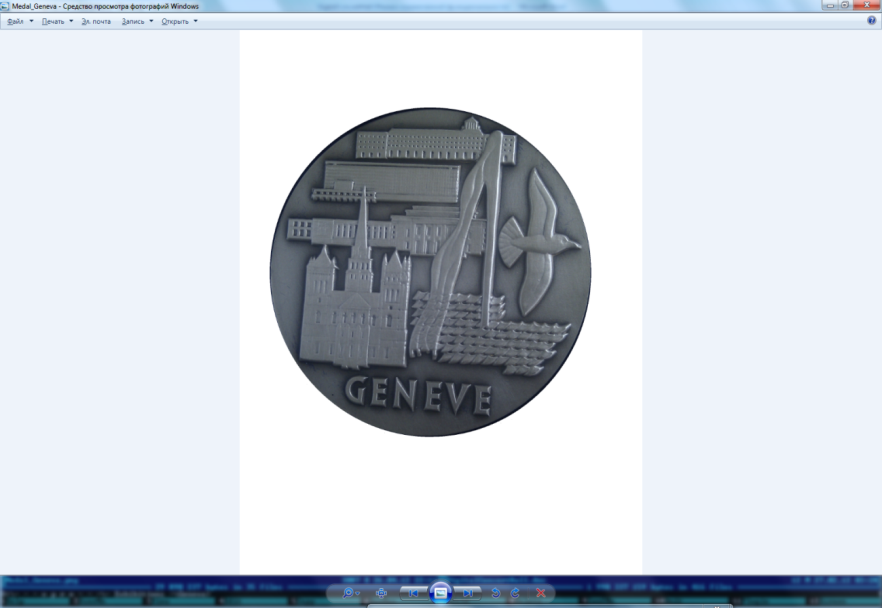 Medal_Geneva - Средство просмотра фотографий Windows
Файл Печать Эл. почта Запись Открыть
GENEVE